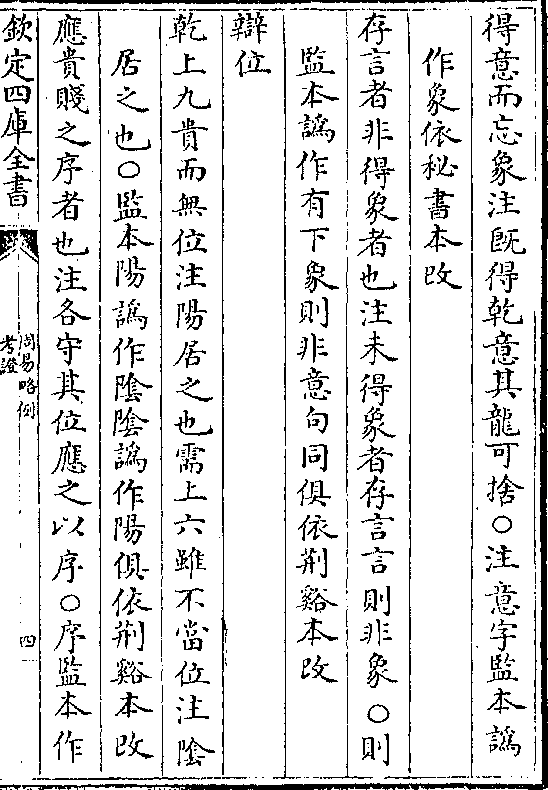 得意而忘象注既得乾意其龍可捨○注意字監本譌
作象依秘書本改
存言者非得象者也注未得象者存言言則非象○則
監本譌作有下象則非意句同俱依荆谿本改
辯位
乾上九貴而無位注陽居之也需上六雖不當位注隂
居之也○監本陽譌作隂隂譌作陽俱依荆谿本改
應貴賤之序者也注各守其位應之以序○序監本作
欽定四庫全書
周易略例
考證
四